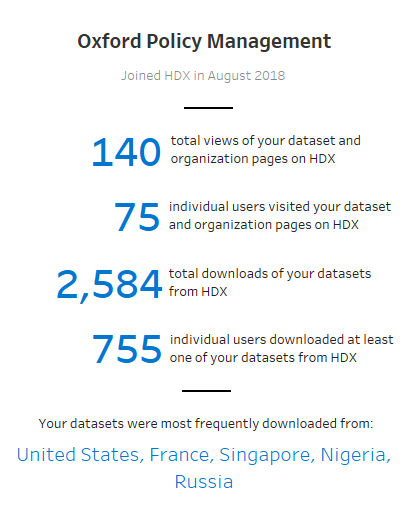 Oxford Policy Management
Joined HDX in August 2018
140 total views of your dataset and
organization pages on HDX
75 individual users visited your dataset
and organization pages on HDX
2,584 total downloads of your datasets
from HDX
755 individual users downloaded at least
one of your datasets from HDX
Your datasets were most frequently downloaded from:
United States, France, Singapore, Nigeria,
Russia